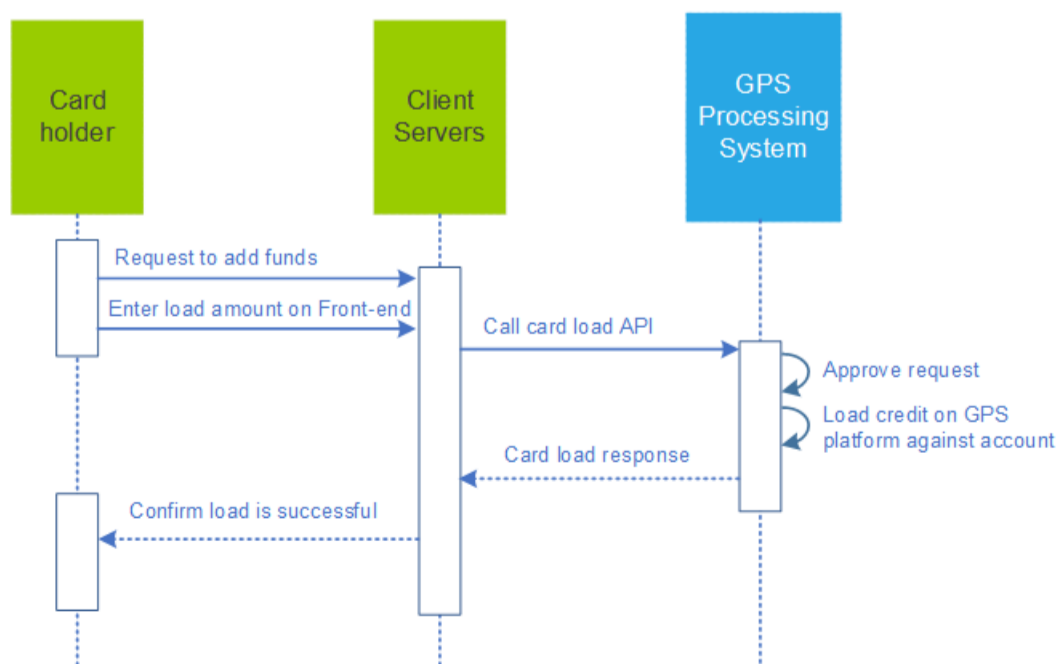 Card
holder
Client
Servers
GPS
Processing
System
Request to add funds
Enter load amount on Front-end
Call card load API
Approve request
Load credit on GPS
platform against account
Card load response
Confirm load is successful